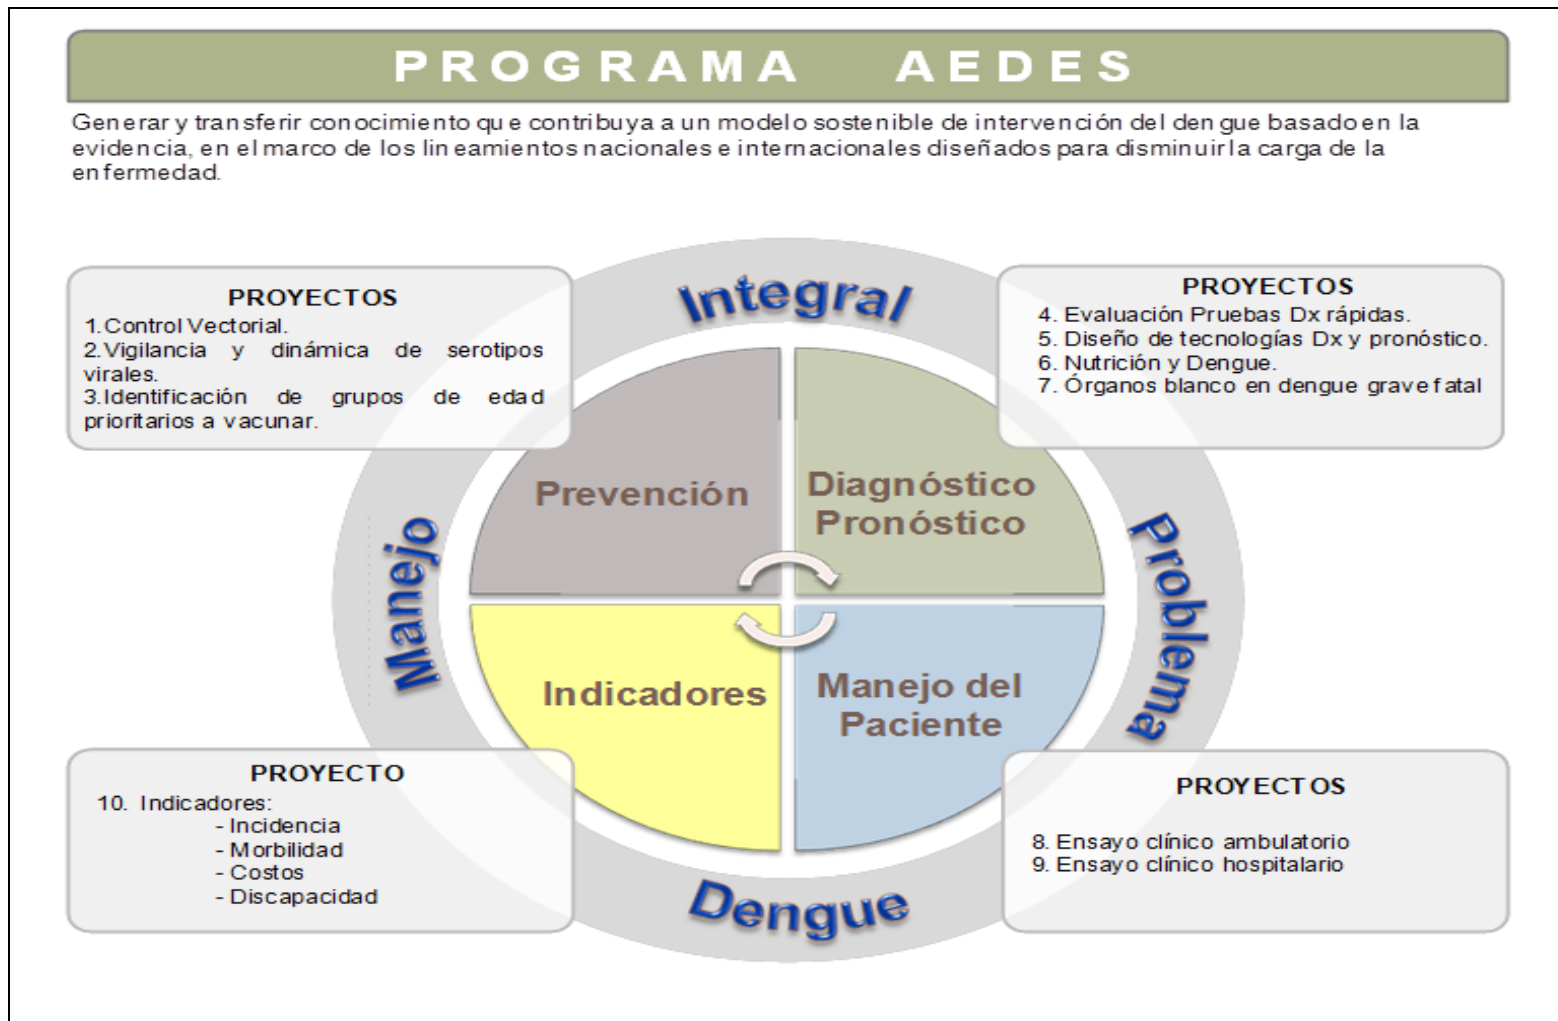 PROGRAMA AEDES
Generar y transferir conocimiento que contribuya a un modelo sostenible de intervención del dengue basado en la
evidencia, en el marco de los lineamientos nacionales e internacionales diseñados para disminuir la carga de la
enfermedad.
Integral
PROYECTOS
1.Control Vectorial.
2.Vigilancia y dinámica de serotipos
virales.
3.Identificación de grupos de edad
prioritarios a vacunar.
PROYECTOS
4. Evaluación Pruebas Dx rápidas.
5. Diseño de tecnologías Dx y pronóstico.
6. Nutrición y Dengue.
7. Órganos blanco en dengue grave fatal
Prevención
Diagnóstico
Pronóstico
Manejo
Problema
Indicadores
Manejo del
Paciente
PROYECTO
10. Indicadores:
- Incidencia
- Morbilidad
- Costos
- Discapacidad
PROYECTOS
8. Ensayo clínico ambulatorio
9. Ensayo clínico hospitalario
Dengue